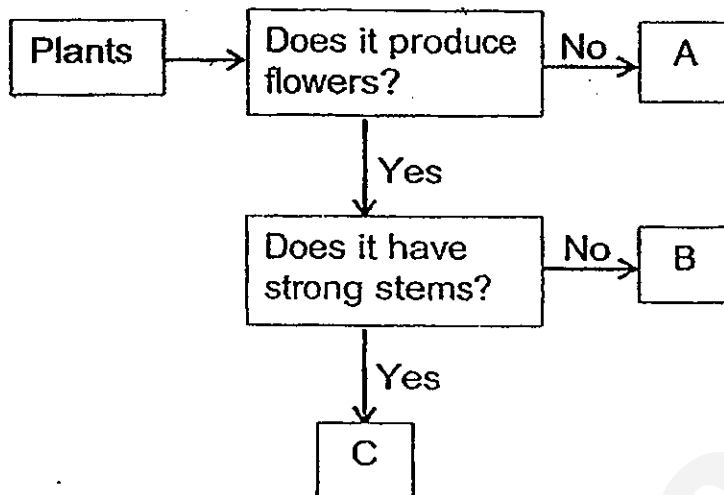 Plants
Does it produce
flowers?
No
A
Yes
Does it have
strong stems?
No
B
Yes
C